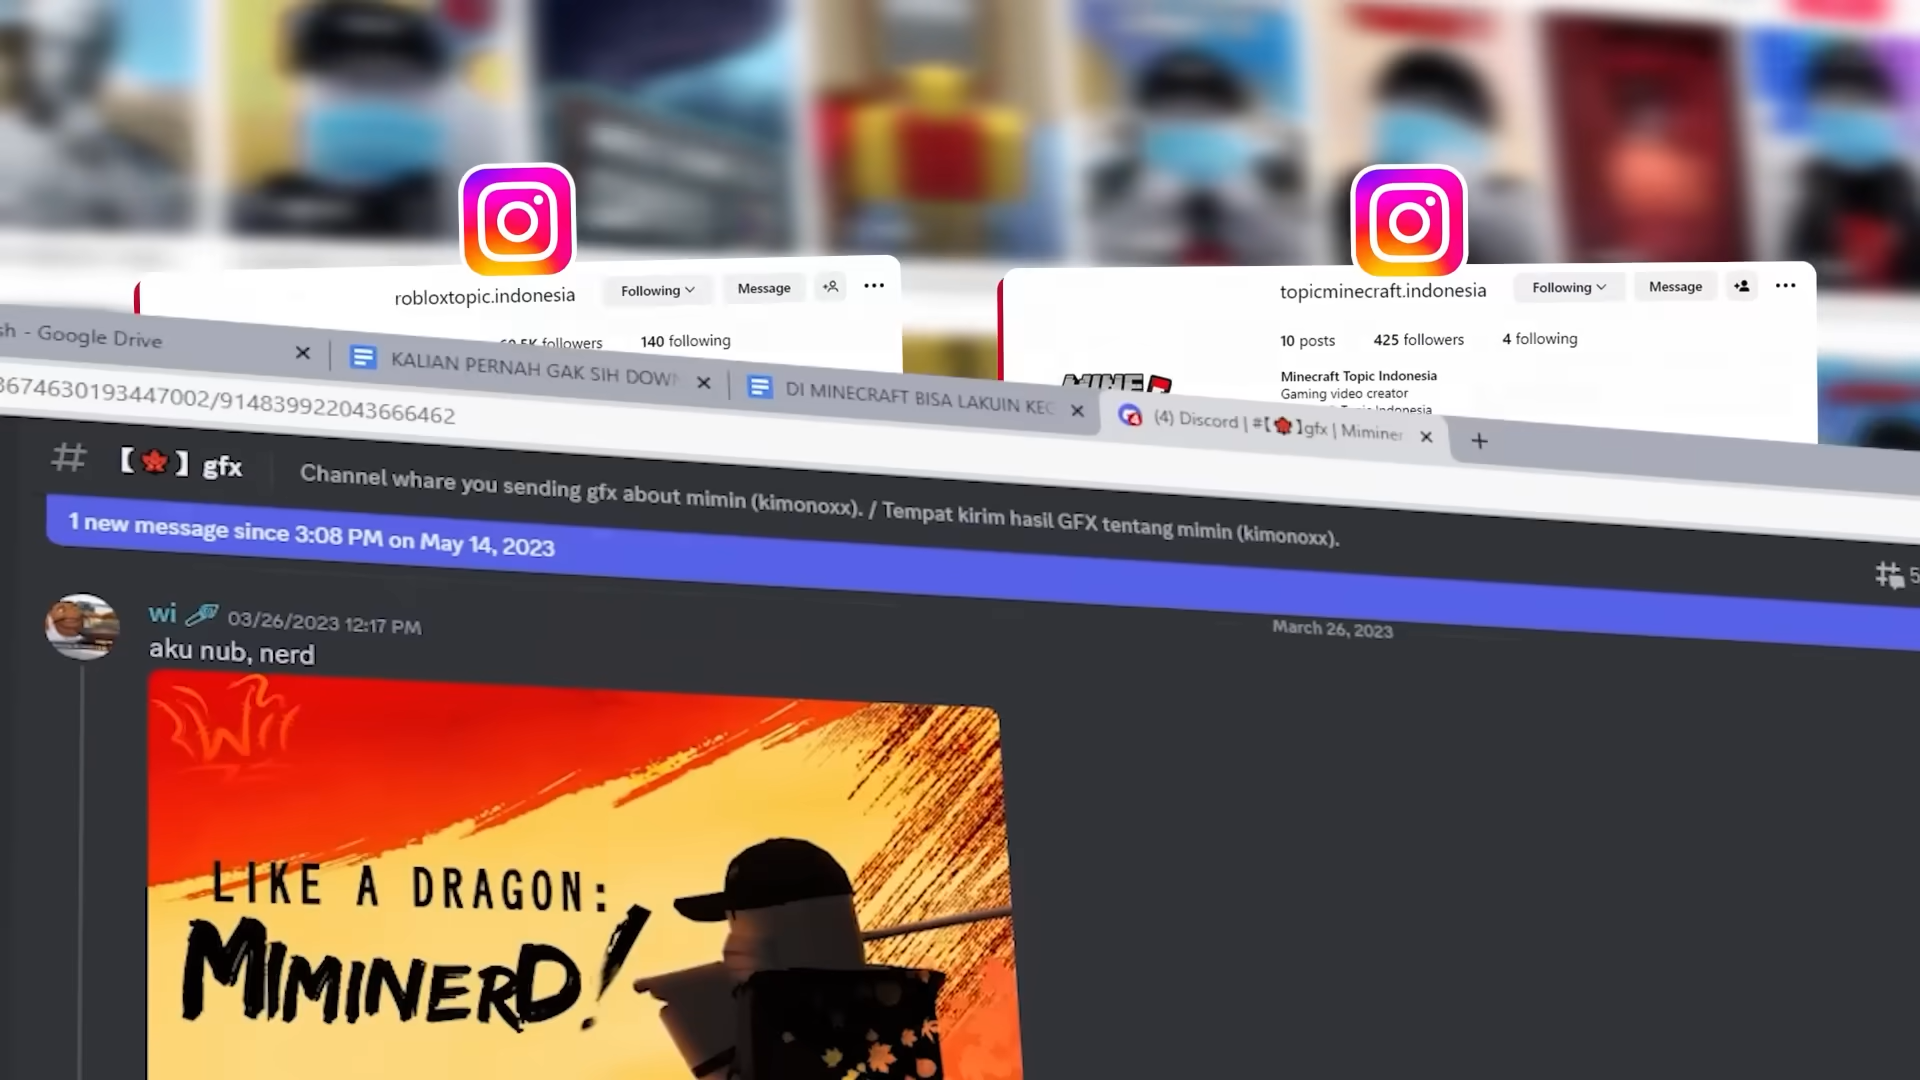 robloxtopic.indonesia
Following
Message
followers
140 following
topicminecraft.indonesia
Following
Message
10 posts
425 followers
4 following
Minecraft Topic Indonesia
Gaming video creator
- Google Drive
KALIAN PERNAH GAK SIH DOW
DI MINECRAFT BISA LAKUIN KEC
(4) Discord | #【🍁】gfx | Miminer
3674630193447002/914839922043666462
# 【🍁】 gfx
Channel whare you sending gfx about mimin (kimonoxx). / Tempat kirim hasil GFX tentang mimin (kimonoxx).
1 new message since 3:08 PM on May 14, 2023
March 26, 2023
wi 03/26/2023 12:17 PM
aku nub, nerd
LIKE A DRAGON:
MIMINERD!